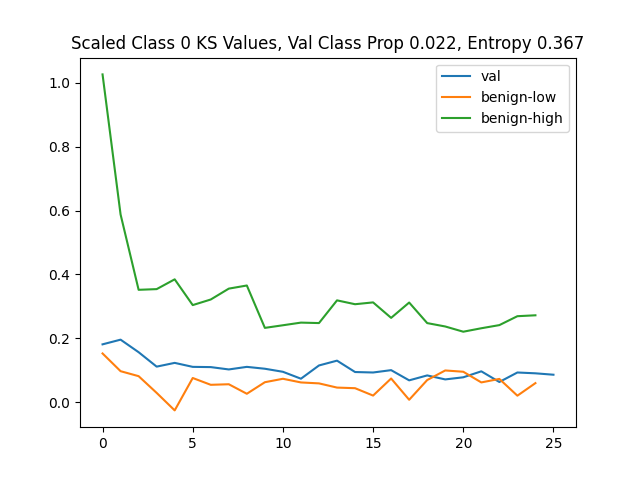 Scaled Class 0 KS Values, Val Class Prop 0.022, Entropy 0.367
val
benign-low
benign-high
1.0
0.8
0.6
0.4
0.2
0.0
0 5 10 15 20 25